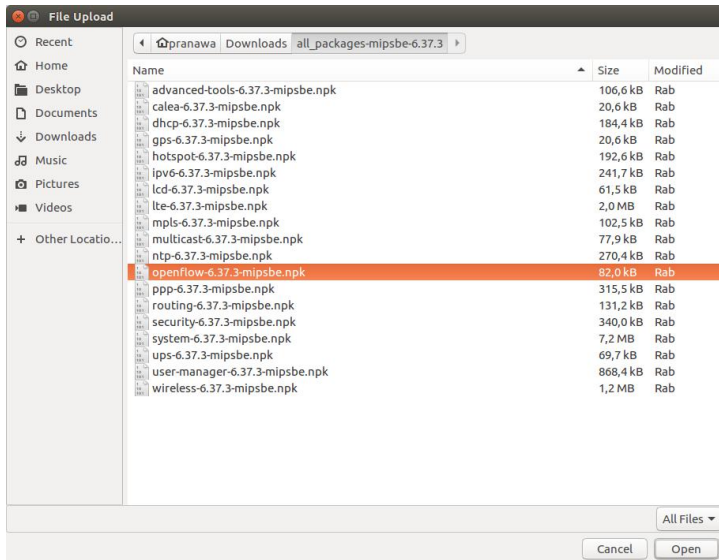 File Upload
Recent
Home
Desktop
Documents
Downloads
Music
Pictures
Videos
Other Locatio...
pranawa Downloads all_packages-mipsbe-6.37.3
Name Size Modified
advanced-tools-6.37.3-mipsbe.npk 106,6 kB Rab
calea-6.37.3-mipsbe.npk 20,6 kB Rab
dhcp-6.37.3-mipsbe.npk 184,4 kB Rab
gps-6.37.3-mipsbe.npk 20,6 kB Rab
hotspot-6.37.3-mipsbe.npk 192,6 kB Rab
ipv6-6.37.3-mipsbe.npk 241,7 kB Rab
lcd-6.37.3-mipsbe.npk 61,5 kB Rab
lte-6.37.3-mipsbe.npk 2,0 MB Rab
mpls-6.37.3-mipsbe.npk 102,5 kB Rab
multicast-6.37.3-mipsbe.npk 77,9 kB Rab
ntp-6.37.3-mipsbe.npk 270,4 kB Rab
openflow-6.37.3-mipsbe.npk 82,0 kB Rab
ppp-6.37.3-mipsbe.npk 315,5 kB Rab
routing-6.37.3-mipsbe.npk 131,2 kB Rab
security-6.37.3-mipsbe.npk 340,0 kB Rab
system-6.37.3-mipsbe.npk 7,2 MB Rab
ups-6.37.3-mipsbe.npk 69,7 kB Rab
user-manager-6.37.3-mipsbe.npk 868,4 kB Rab
wireless-6.37.3-mipsbe.npk 1,2 MB Rab
All Files
Cancel Open